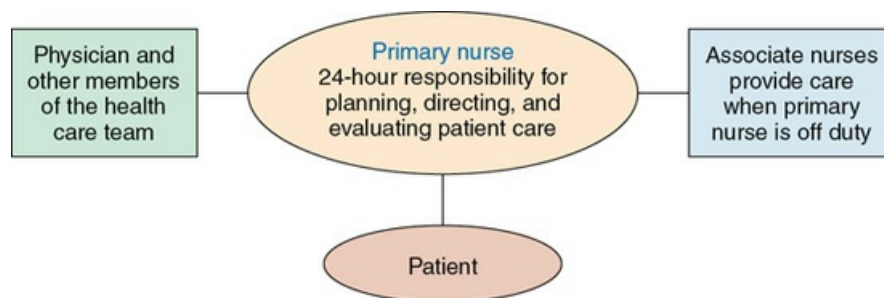 Physician and
other members
of the health
care team
Primary nurse
24-hour responsibility for
planning, directing, and
evaluating patient care
Associate nurses
provide care
when primary
nurse is off duty
Patient